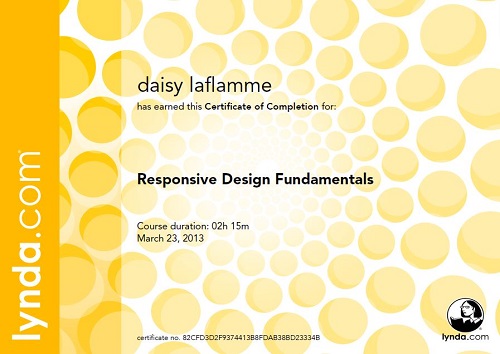 lynda.com
daisy laflamme
has earned this Certificate of Completion for:
Responsive Design Fundamentals
Course duration: 02h 15m
March 23, 2013
certificate no. 82CFD3D2F9374413B8FDAB38BD23334B
lynda.com